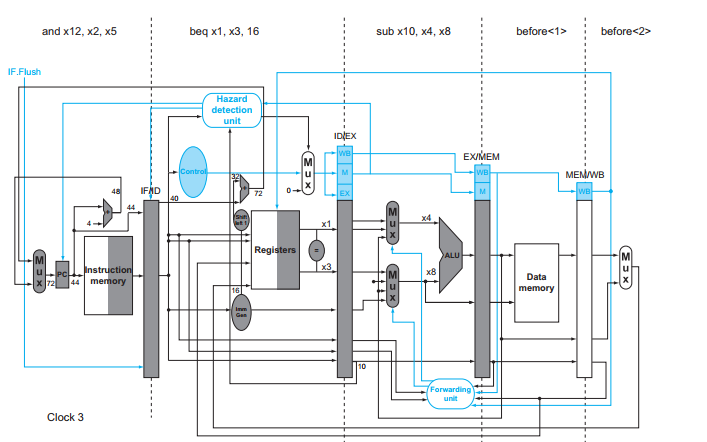 and x12, x2, x5
beq x1, x3, 16
sub x10, x4, x8
before<1>
before<2>
IF.Flush
Hazard
detection
unit
ID/EX
WB
M
EX
EX/MEM
WB
M
MEM/WB
WB
Control
0
M
u
x
IF/ID
40
32
+
72
48
44
4
+
Shift
left 1
M
u
x
72
PC
44
Instruction
memory
Registers
x1
=
x3
16
Imm
Gen
M
u
x
x4
M
u
x
x8
ALU
Data
memory
M
u
x
10
Forwarding
unit
Clock 3